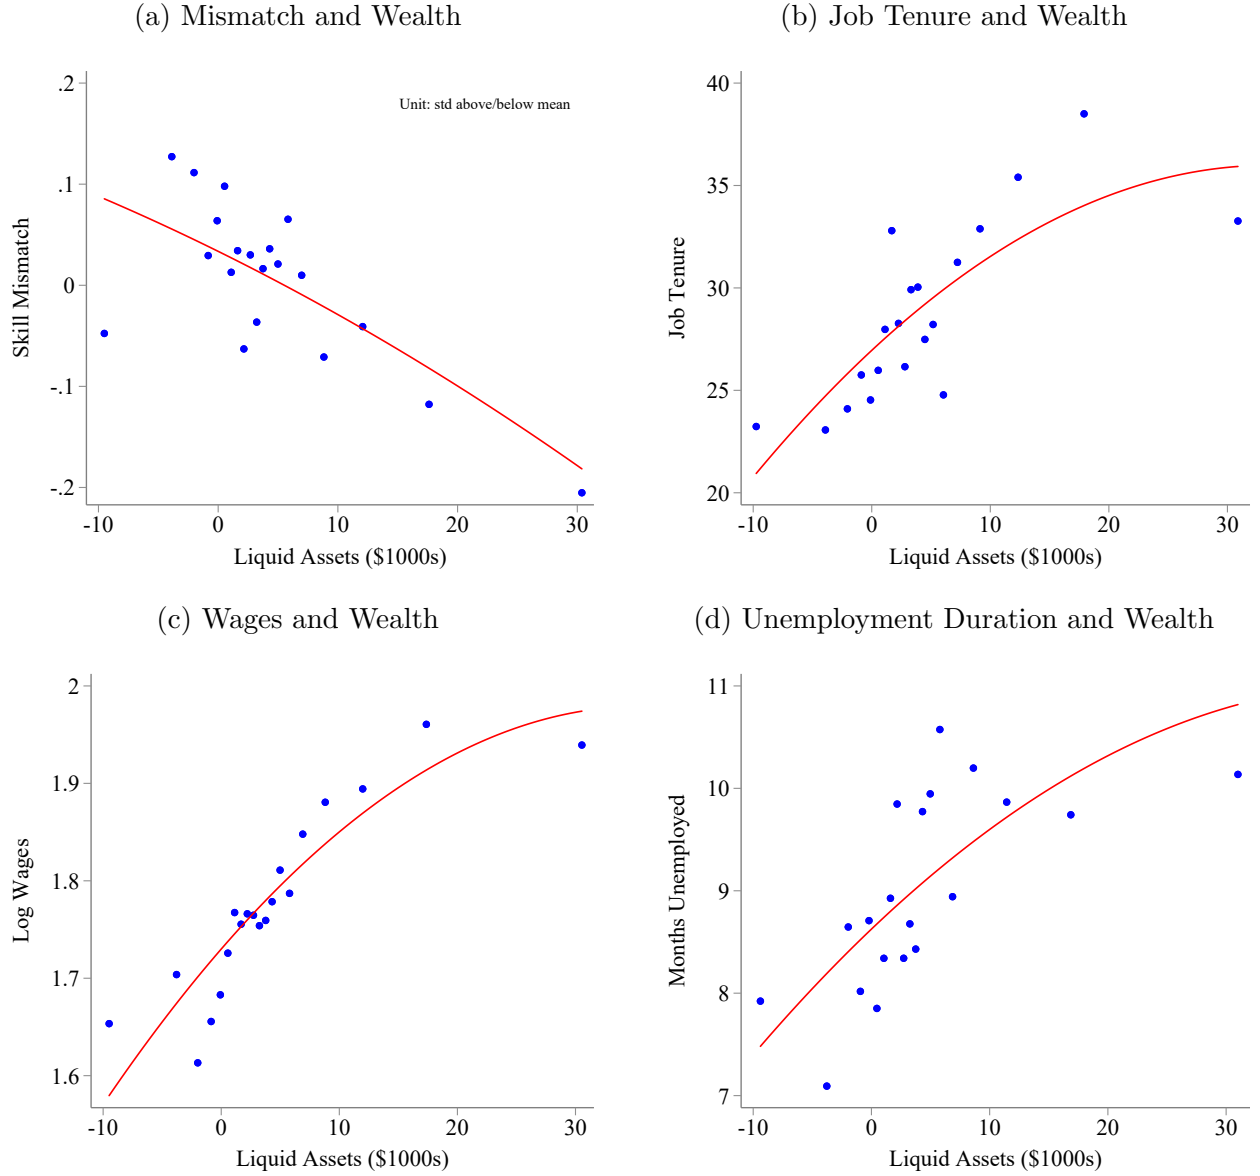 (a) Mismatch and Wealth
Unit: std above/below mean
Skill Mismatch
.2
.1
0
-.1
-.2
-10 0 10 20 30
Liquid Assets ($1000s)
(b) Job Tenure and Wealth
Job Tenure
40
35
30
25
20
-10 0 10 20 30
Liquid Assets ($1000s)
(c) Wages and Wealth
Log Wages
2
1.9
1.8
1.7
1.6
-10 0 10 20 30
Liquid Assets ($1000s)
(d) Unemployment Duration and Wealth
Months Unemployed
11
10
9
8
7
-10 0 10 20 30
Liquid Assets ($1000s)